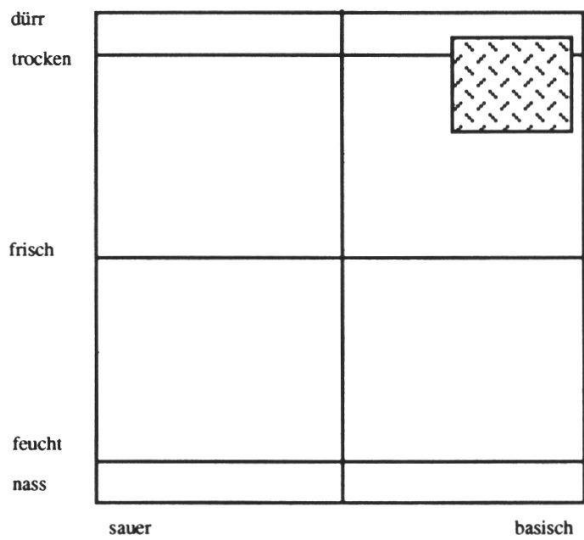 dürr
trocken
frisch
feucht
nass
sauer basisch